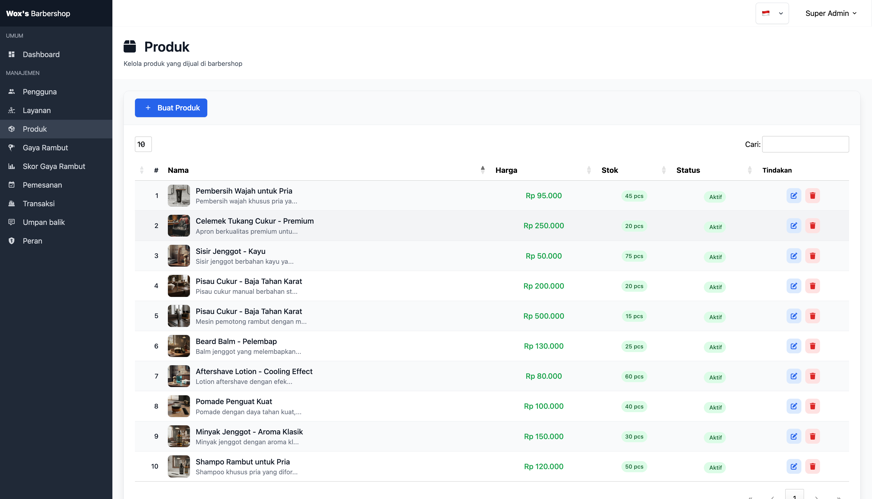 Wox's Barbershop
Super Admin
UMUM
Dashboard
MANAJEMEN
Pengguna
Layanan
Produk
Gaya Rambut
Skor Gaya Rambut
Pemesanan
Transaksi
Umpan balik
Peran
Produk
Kelola produk yang dijual di barbershop
+ Buat Produk
10
Cari:
# Nama Harga Stok Status Tindakan
1 Pembersih Wajah untuk Pria Rp 95.000 45 pcs Aktif
Pembersih wajah khusus pria ya...
2 Celemek Tukang Cukur - Premium Rp 250.000 20 pcs Aktif
Apron berkualitas premium untu...
3 Sisir Jenggot - Kayu Rp 50.000 75 pcs Aktif
Sisir jenggot berbahan kayu ya...
4 Pisau Cukur - Baja Tahan Karat Rp 200.000 20 pcs Aktif
Pisau cukur manual berbahan st...
5 Pisau Cukur - Baja Tahan Karat Rp 500.000 15 pcs Aktif
Mesin pemotong rambut dengan m...
6 Beard Balm - Pelembap Rp 130.000 25 pcs Aktif
Balm jenggot yang melembapkan...
7 Aftershave Lotion - Cooling Effect Rp 80.000 60 pcs Aktif
Lotion aftershave dengan efek...
8 Pomade Penguat Kuat Rp 100.000 40 pcs Aktif
Pomade dengan daya tahan kuat,...
9 Minyak Jenggot - Aroma Klasik Rp 150.000 30 pcs Aktif
Minyak jenggot dengan aroma kl...
10 Shampo Rambut untuk Pria Rp 120.000 50 pcs Aktif
Shampoo khusus pria yang difor...
« ‹ 1 › »